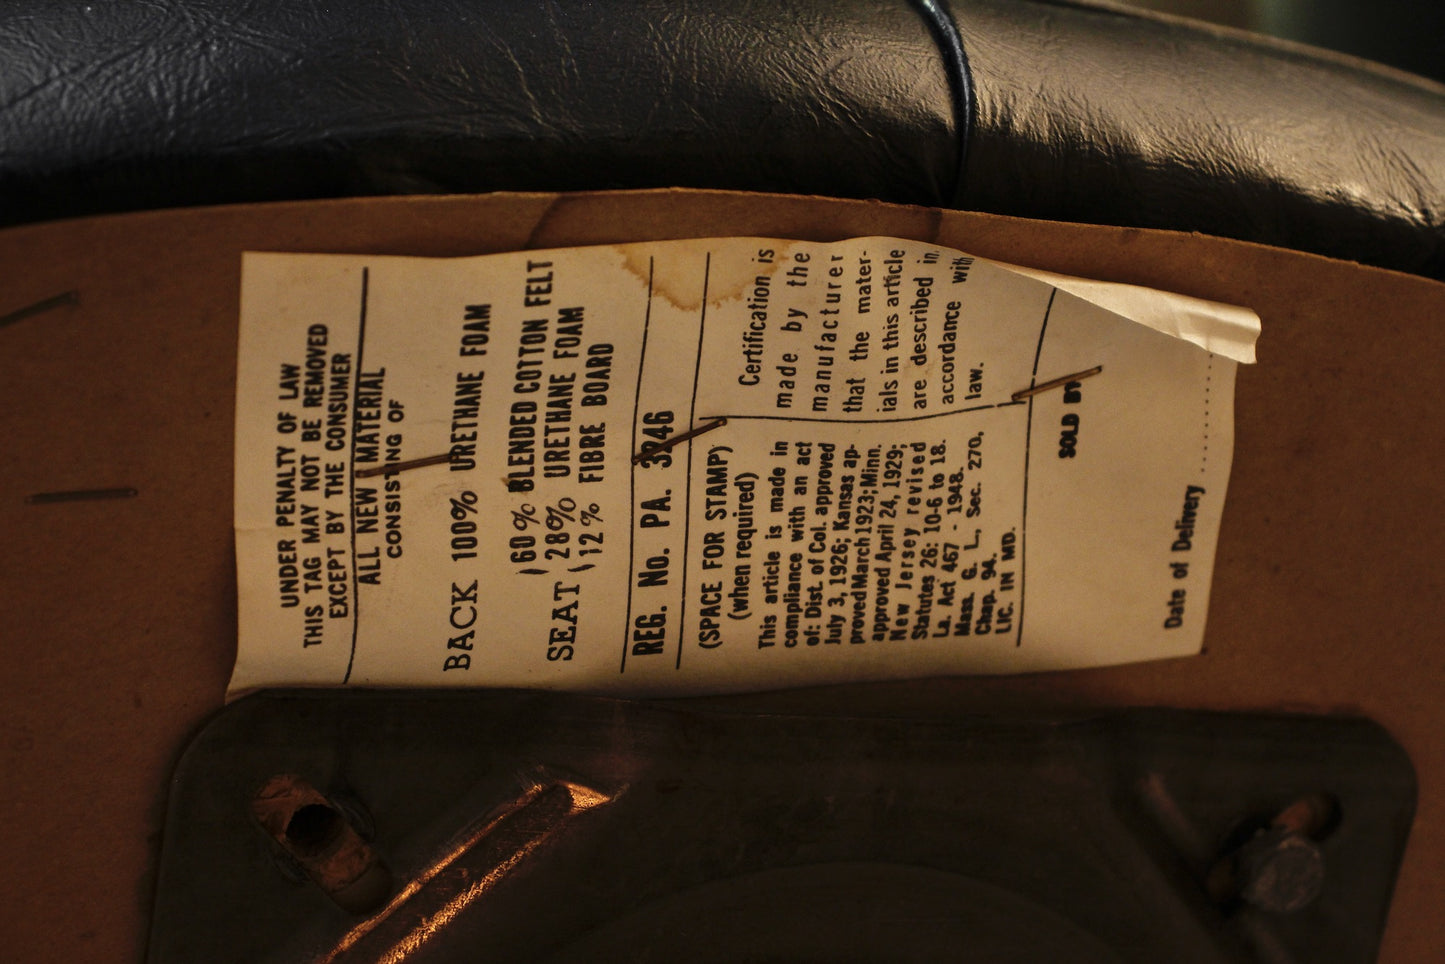 UNDER PENALTY OF LAW
THIS TAG MAY NOT BE REMOVED
EXCEPT BY THE CONSUMER
ALL NEW MATERIAL
CONSISTING OF
BACK 100% URETHANE FOAM
60% BLENDED COTTON FELT
SEAT 28% URETHANE FOAM
12% FIBRE BOARD
REG. No. PA. 3246
(SPACE FOR STAMP)
(when required)
This article is made in
compliance with an act
of: Dist. of Col. approved
July 3, 1926; Kansas ap-
proved March 1923; Minn.
approved April 24, 1929;
New Jersey revised
Statutes 26: 10-6 to 18.
La. Act 467 - 1948.
Mass. G. L., Sec. 270,
Chap. 94.
LIC. IN MD.
Certification is
made by the
manufacturer
that the mater-
ials in this article
are described in
accordance with
law.
SOLD BY
Date of Delivery